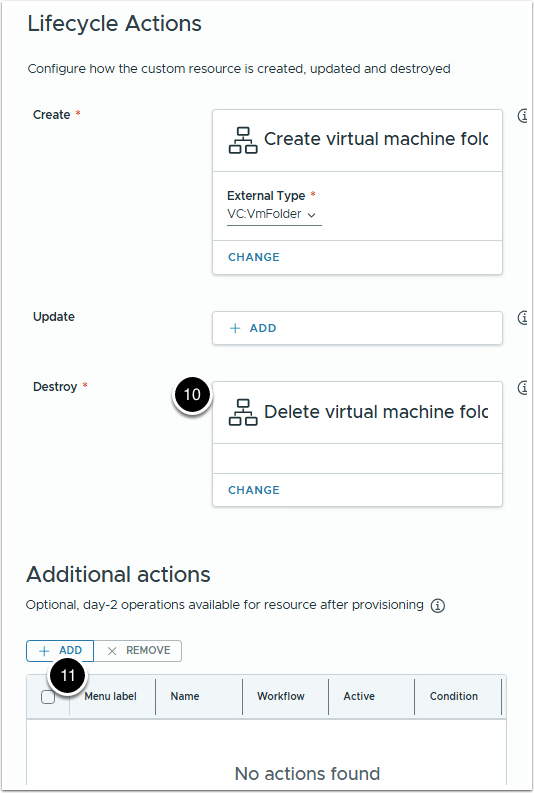 Lifecycle Actions
Configure how the custom resource is created, updated and destroyed
Create *
Create virtual machine fold
External Type *
VC:VmFolder
CHANGE
Update
ADD
Destroy *
10
Delete virtual machine fold
CHANGE
Additional actions
Optional, day-2 operations available for resource after provisioning
ADD REMOVE
11
Menu label Name Workflow Active Condition
No actions found